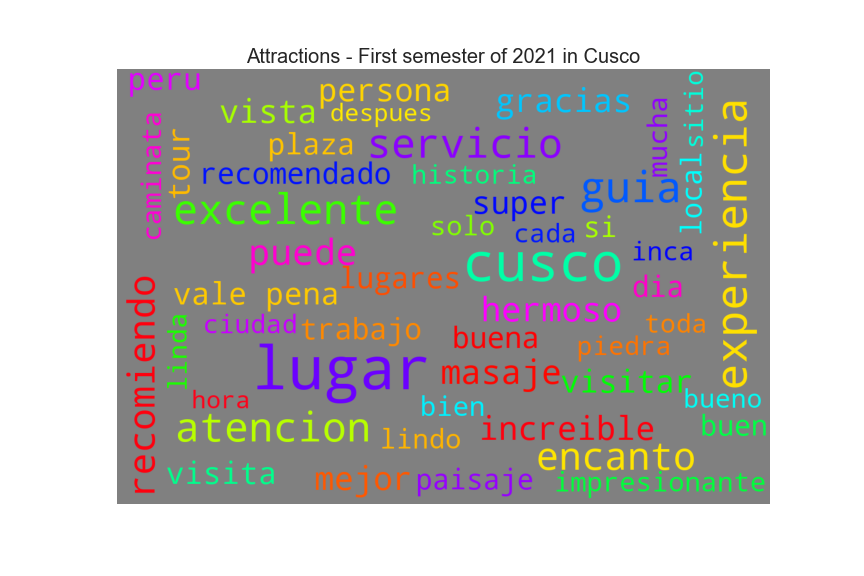 Attractions - First semester of 2021 in Cusco
peru
persona
vista
despues
gracias
sitio
mucha
experiencia
caminata
tour
plaza
servicio
recomendado
historia
guia
local
excelente
super
solo
cada
si
puede
cusco
inca
lugares
dia
vale pena
hermoso
recomiendo
linda
ciudad
trabajo
buena
toda
piedra
lugar
masaje
visitar
hora
bien
bueno
atencion
lindo
increible
buen
encanto
visita
mejor
paisaje
impresionante